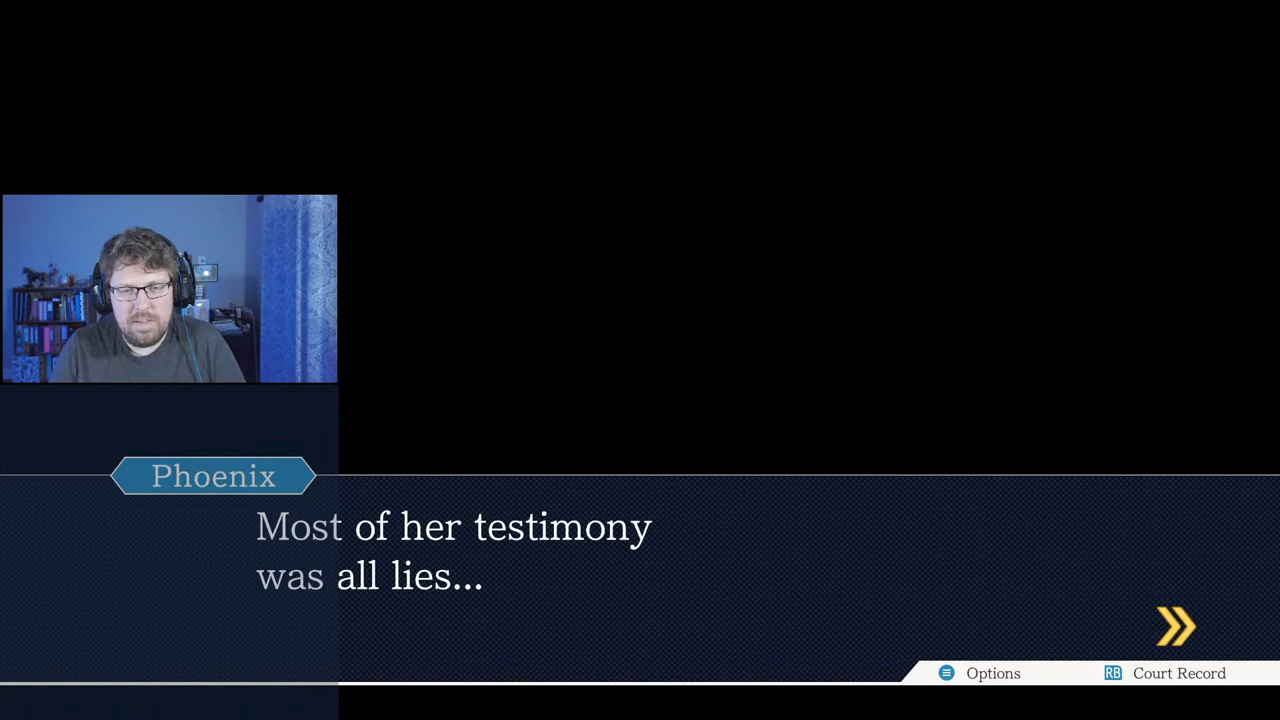 Phoenix
Most of her testimony
was all lies...
Options
RB Court Record